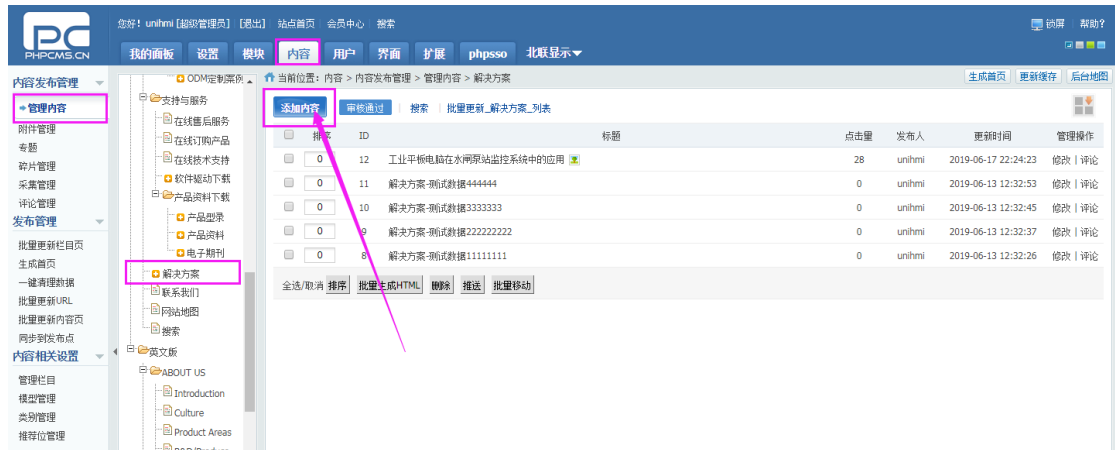 您好！unihmi [超级管理员] [退出] 站点首页 会员中心 搜索
锁屏 帮助?
PHPCMS.CN
我的面板 设置 模块 内容 用户 界面 扩展 phpsso 北联显示
内容发布管理
管理内容
附件管理
专题
碎片管理
采集管理
评论管理
发布管理
批量更新栏目页
生成首页
一键清理数据
批量更新URL
批量更新内容页
同步到发布点
内容相关设置
管理栏目
模型管理
类别管理
推荐位管理
ODM定制案例
支持与服务
在线售后服务
在线订购产品
在线技术支持
软件驱动下载
产品资料下载
产品型录
产品资料
电子期刊
解决方案
联系我们
网站地图
搜索
英文版
ABOUT US
Introduction
Culture
Product Areas
当前位置：内容 > 内容发布管理 > 管理内容 > 解决方案
生成首页 更新缓存 后台地图
添加内容 审核通过 | 搜索 | 批量更新_解决方案_列表
排序 ID 标题 点击量 发布人 更新时间 管理操作
0 12 工业平板电脑在水闸泵站监控系统中的应用 28 unihmi 2019-06-17 22:24:23 修改 | 评论
0 11 解决方案-测试数据444444 0 unihmi 2019-06-13 12:32:53 修改 | 评论
0 10 解决方案-测试数据3333333 0 unihmi 2019-06-13 12:32:45 修改 | 评论
0 9 解决方案-测试数据222222222 0 unihmi 2019-06-13 12:32:37 修改 | 评论
0 8 解决方案-测试数据11111111 0 unihmi 2019-06-13 12:32:26 修改 | 评论
全选/取消 排序 批量生成HTML 删除 推送 批量移动